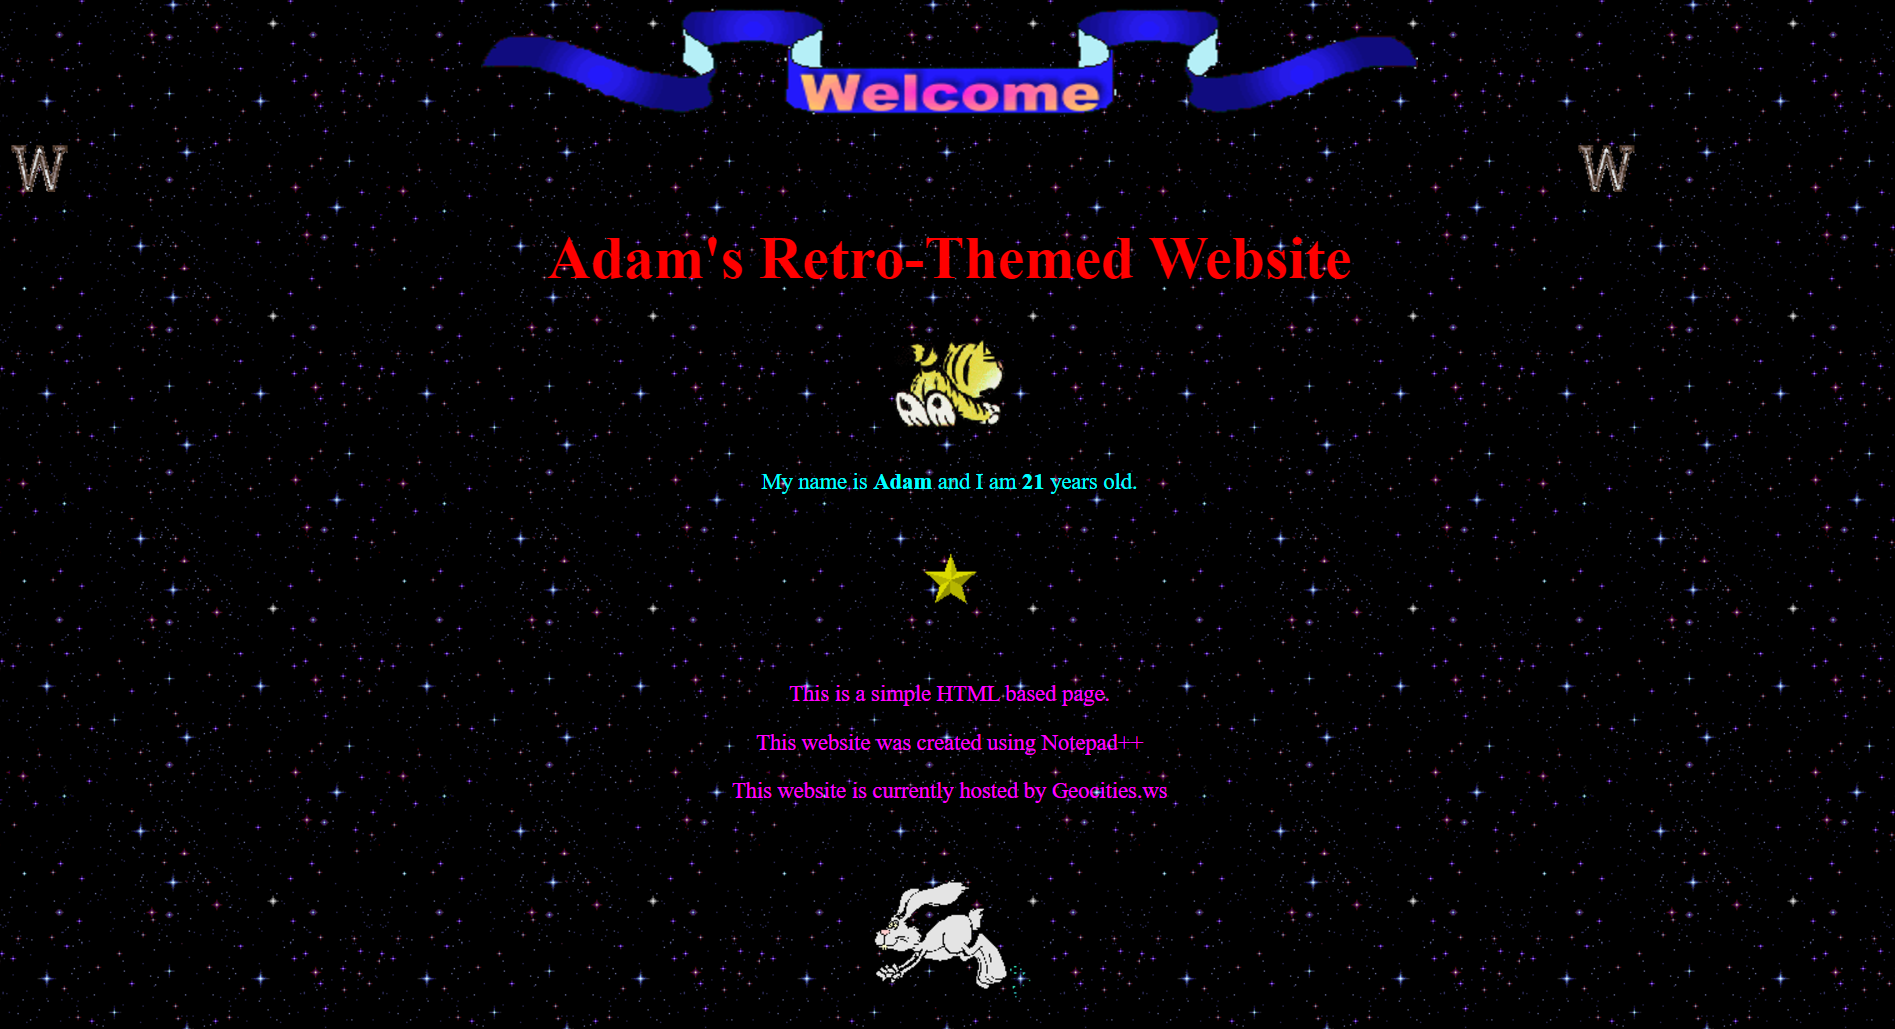 Welcome
W W
Adam's Retro-Themed Website
My name is Adam and I am 21 years old.
This is a simple HTML based page.
This website was created using Notepad++
This website is currently hosted by Geocities.ws